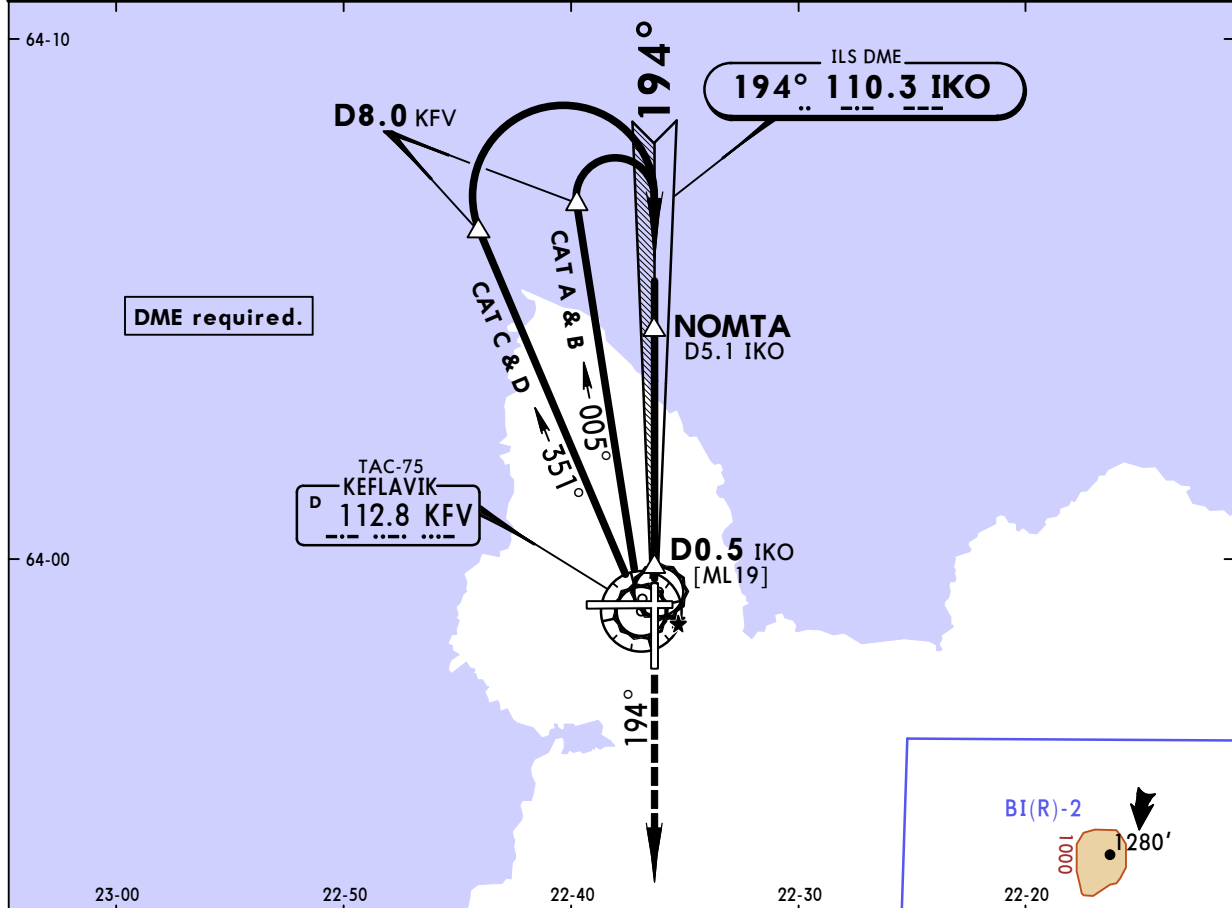 64-10
194°
ILS DME
194° 110.3 IKO
D8.0 KFV
DME required.
CAT A & B
CAT C & D
NOMTA
D5.1 IKO
005°
351°
TAC-75
KEFLAVIK
D 112.8 KFV
64-00
D0.5 IKO
[ML19]
194°
BI(R)-2
1280'
1000
23-00
22-50
22-40
22-30
22-20